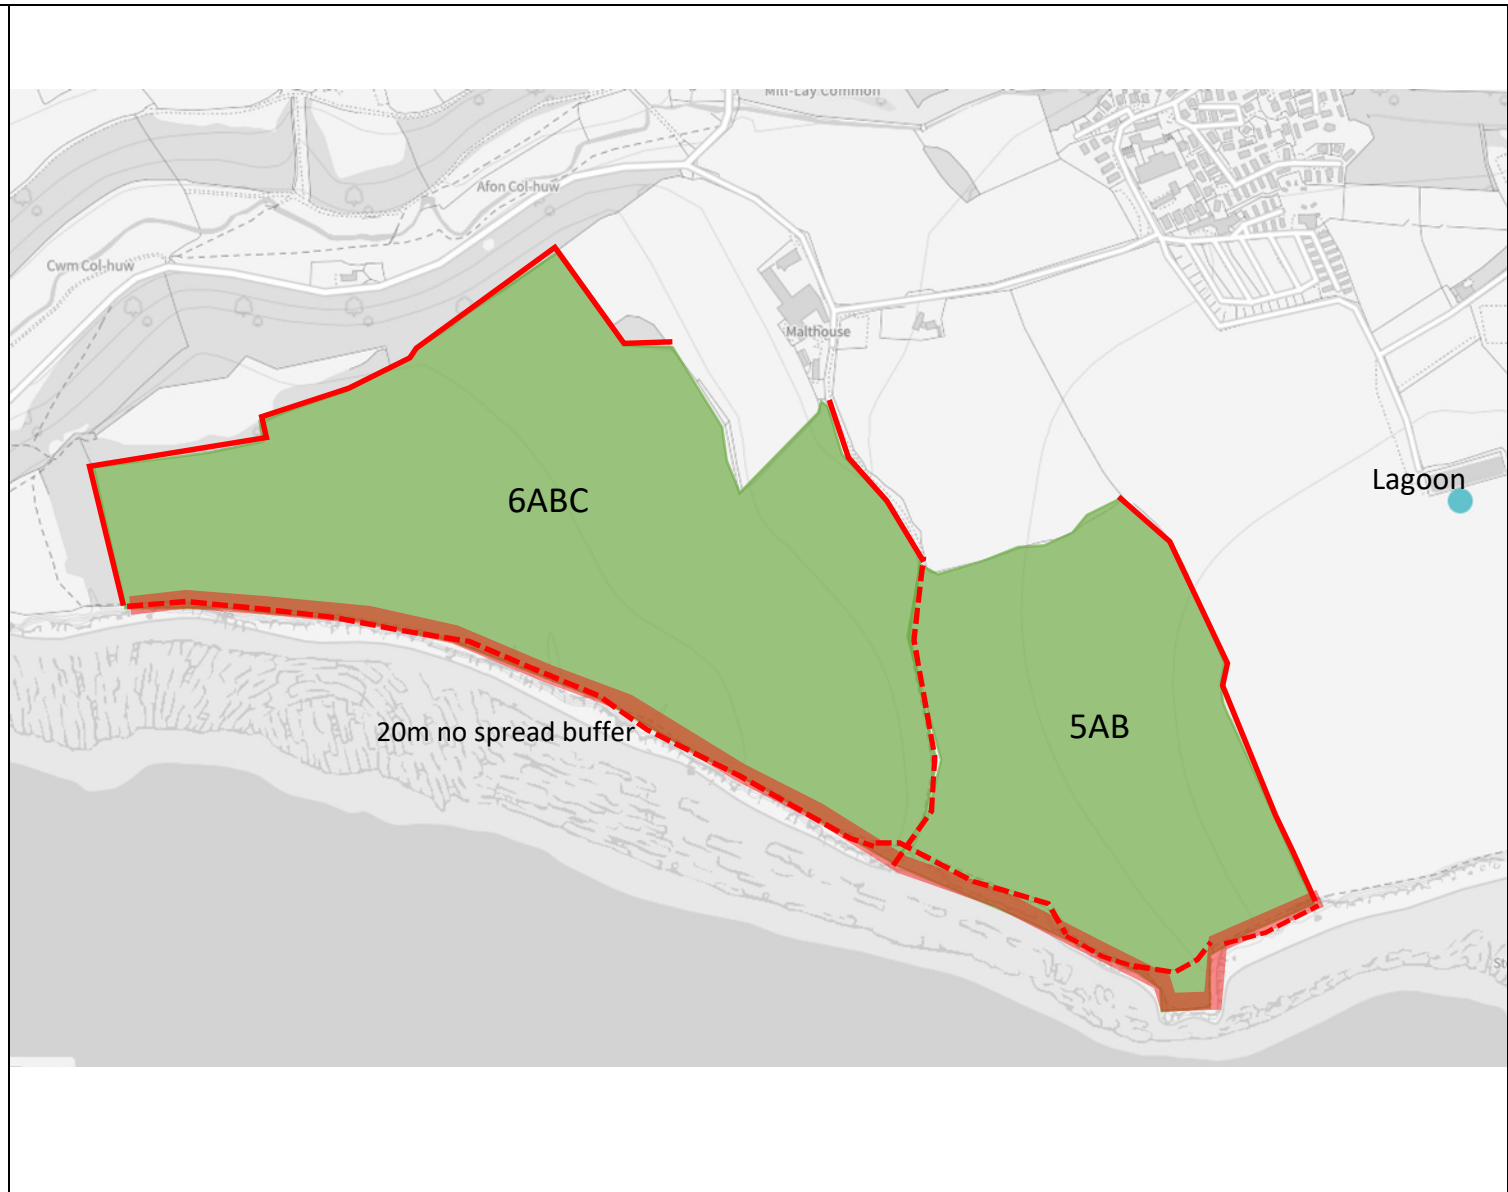 Mill-Lay Common
Afon Col-huw
Cwm Col-huw
Malthouse
Lagoon
6ABC
5AB
20m no spread buffer